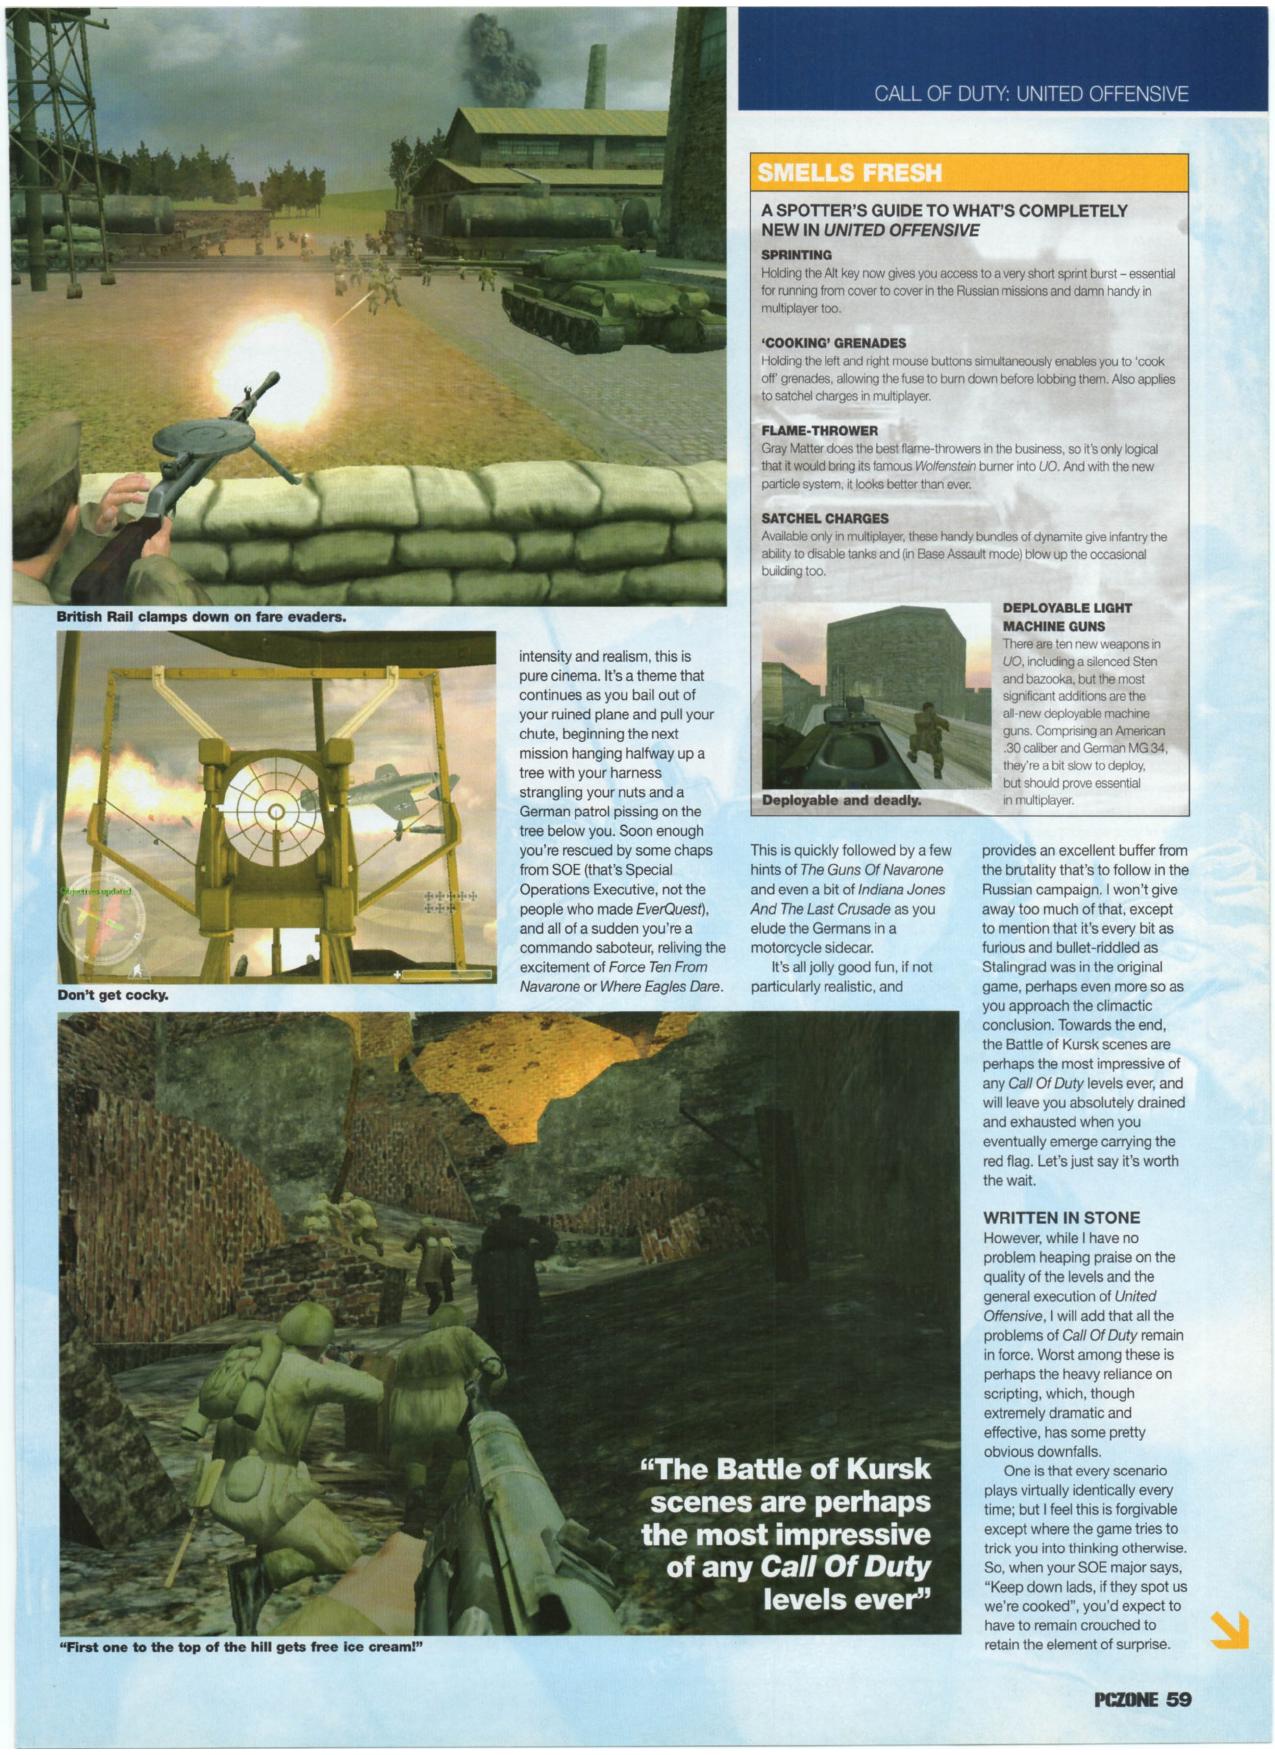 CALL OF DUTY: UNITED OFFENSIVE
British Rail clamps down on fare evaders.
Objectives updated
Don't get cocky.
intensity and realism, this is
pure cinema. It's a theme that
continues as you bail out of
your ruined plane and pull your
chute, beginning the next
mission hanging halfway up a
tree with your harness
strangling your nuts and a
German patrol pissing on the
tree below you. Soon enough
you're rescued by some chaps
from SOE (that's Special
Operations Executive, not the
people who made EverQuest),
and all of a sudden you're a
commando saboteur, reliving the
excitement of Force Ten From
Navarone or Where Eagles Dare.
SMELLS FRESH
A SPOTTER'S GUIDE TO WHAT'S COMPLETELY
NEW IN UNITED OFFENSIVE
SPRINTING
Holding the Alt key now gives you access to a very short sprint burst – essential
for running from cover to cover in the Russian missions and damn handy in
multiplayer too.
'COOKING' GRENADES
Holding the left and right mouse buttons simultaneously enables you to 'cook
off' grenades, allowing the fuse to burn down before lobbing them. Also applies
to satchel charges in multiplayer.
FLAME-THROWER
Gray Matter does the best flame-throwers in the business, so it's only logical
that it would bring its famous Wolfenstein burner into UO. And with the new
particle system, it looks better than ever.
SATCHEL CHARGES
Available only in multiplayer, these handy bundles of dynamite give infantry the
ability to disable tanks and (in Base Assault mode) blow up the occasional
building too.
Deployable and deadly.
DEPLOYABLE LIGHT
MACHINE GUNS
There are ten new weapons in
UO, including a silenced Sten
and bazooka, but the most
significant additions are the
all-new deployable machine
guns. Comprising an American
.30 caliber and German MG 34,
they're a bit slow to deploy,
but should prove essential
in multiplayer.
This is quickly followed by a few
hints of The Guns Of Navarone
and even a bit of Indiana Jones
And The Last Crusade as you
elude the Germans in a
motorcycle sidecar.
It's all jolly good fun, if not
particularly realistic, and
provides an excellent buffer from
the brutality that's to follow in the
Russian campaign. I won't give
away too much of that, except
to mention that it's every bit as
furious and bullet-riddled as
Stalingrad was in the original
game, perhaps even more so as
you approach the climactic
conclusion. Towards the end,
the Battle of Kursk scenes are
perhaps the most impressive of
any Call Of Duty levels ever, and
will leave you absolutely drained
and exhausted when you
eventually emerge carrying the
red flag. Let's just say it's worth
the wait.
WRITTEN IN STONE
However, while I have no
problem heaping praise on the
quality of the levels and the
general execution of United
Offensive, I will add that all the
problems of Call Of Duty remain
in force. Worst among these is
perhaps the heavy reliance on
scripting, which, though
extremely dramatic and
effective, has some pretty
obvious downfalls.
One is that every scenario
plays virtually identically every
time; but I feel this is forgivable
except where the game tries to
trick you into thinking otherwise.
So, when your SOE major says,
"Keep down lads, if they spot us
we're cooked", you'd expect to
have to remain crouched to
retain the element of surprise.
"The Battle of Kursk
scenes are perhaps
the most impressive
of any Call Of Duty
levels ever"
"First one to the top of the hill gets free ice cream!"
PCZONE 59